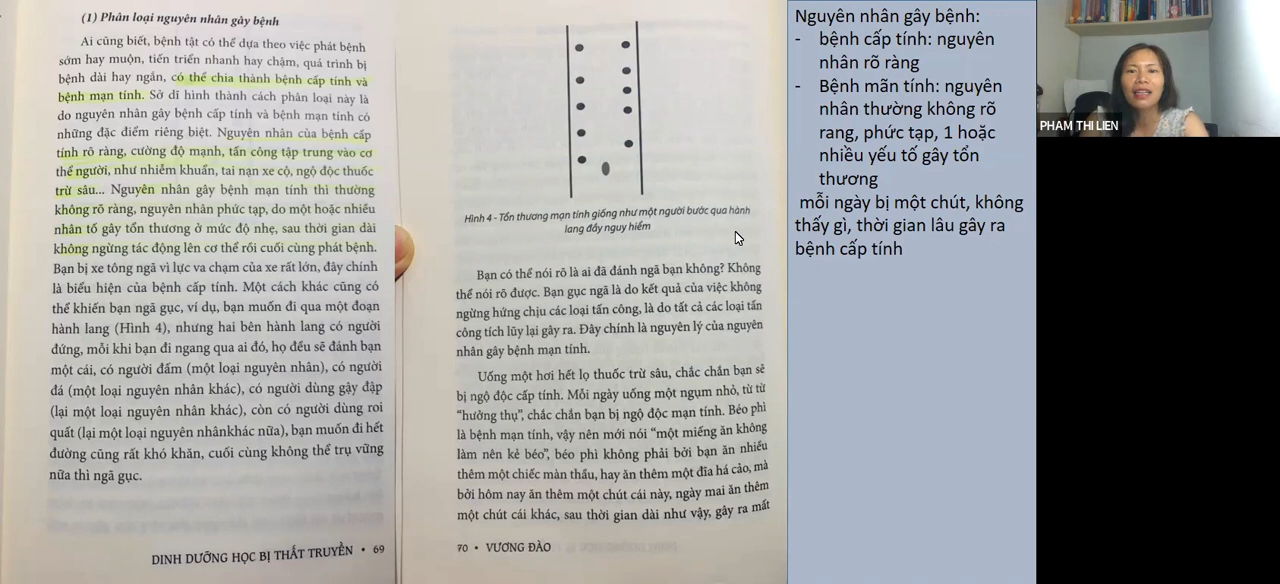 (1) Phân loại nguyên nhân gây bệnh
Ai cũng biết, bệnh tật có thể dựa theo việc phát bệnh
sớm hay muộn, tiến triển nhanh hay chậm, quá trình bị
bệnh dài hay ngắn, có thể chia thành bệnh cấp tính và
bệnh mạn tính. Sở dĩ hình thành cách phân loại này là
do nguyên nhân gây bệnh cấp tính và bệnh mạn tính có
những đặc điểm riêng biệt. Nguyên nhân của bệnh cấp
tính rõ ràng, cường độ mạnh, tấn công tập trung vào cơ
thể người, như nhiễm khuẩn, tai nạn xe cộ, ngộ độc thuốc
trừ sâu... Nguyên nhân gây bệnh mạn tính thì thường
không rõ ràng, nguyên nhân phức tạp, do một hoặc nhiều
nhân tố gây tổn thương ở mức độ nhẹ, sau thời gian dài
không ngừng tác động lên cơ thể rồi cuối cùng phát bệnh.
Bạn bị xe tông ngã vì lực va chạm của xe rất lớn, đây chính
là biểu hiện của bệnh cấp tính. Một cách khác cũng có
thể khiến bạn ngã gục, ví dụ, bạn muốn đi qua một đoạn
hành lang (Hình 4), nhưng hai bên hành lang có người
đứng, mỗi khi bạn đi ngang qua ai đó, họ đều sẽ đánh bạn
một cái, có người đấm (một loại nguyên nhân), có người
đá (một loại nguyên nhân khác), có người dùng gậy đập
(lại một loại nguyên nhân khác), còn có người dùng roi
quất (lại một loại nguyên nhânkhác nữa), bạn muốn đi hết
đường cũng rất khó khăn, cuối cùng không thể trụ vững
nữa thì ngã gục.
DINH DƯỠNG HỌC BỊ THẤT TRUYỀN • 69
Hình 4 - Tổn thương mạn tính giống như một người bước qua hành
lang đầy nguy hiểm
Bạn có thể nói rõ là ai đã đánh ngã bạn không? Không
thể nói rõ được. Bạn gục ngã là do kết quả của việc không
ngừng hứng chịu các loại tấn công, là do tất cả các loại tấn
công tích lũy lại gây ra. Đây chính là nguyên lý của nguyên
nhân gây bệnh mạn tính.
Uống một hơi hết lọ thuốc trừ sâu, chắc chắn bạn sẽ
bị ngộ độc cấp tính. Mỗi ngày uống một ngụm nhỏ, từ từ
"hưởng thụ", chắc chắn bạn bị ngộ độc mạn tính. Béo phì
là bệnh mạn tính, vậy nên mới nói "một miếng ăn không
làm nên kẻ béo", béo phì không phải bởi bạn ăn nhiều
thêm một chiếc màn thầu, hay ăn thêm một đĩa há cảo, mà
bởi hôm nay ăn thêm một chút cái này, ngày mai ăn thêm
một chút cái khác, sau thời gian dài như vậy, gây ra mất
70 • VƯƠNG ĐÀO
Nguyên nhân gây bệnh:
- bệnh cấp tính: nguyên
nhân rõ ràng
- Bệnh mãn tính: nguyên
nhân thường không rõ
rang, phức tạp, 1 hoặc
nhiều yếu tố gây tổn
thương
mỗi ngày bị một chút, không
thấy gì, thời gian lâu gây ra
bệnh cấp tính
PHAM THI LIEN